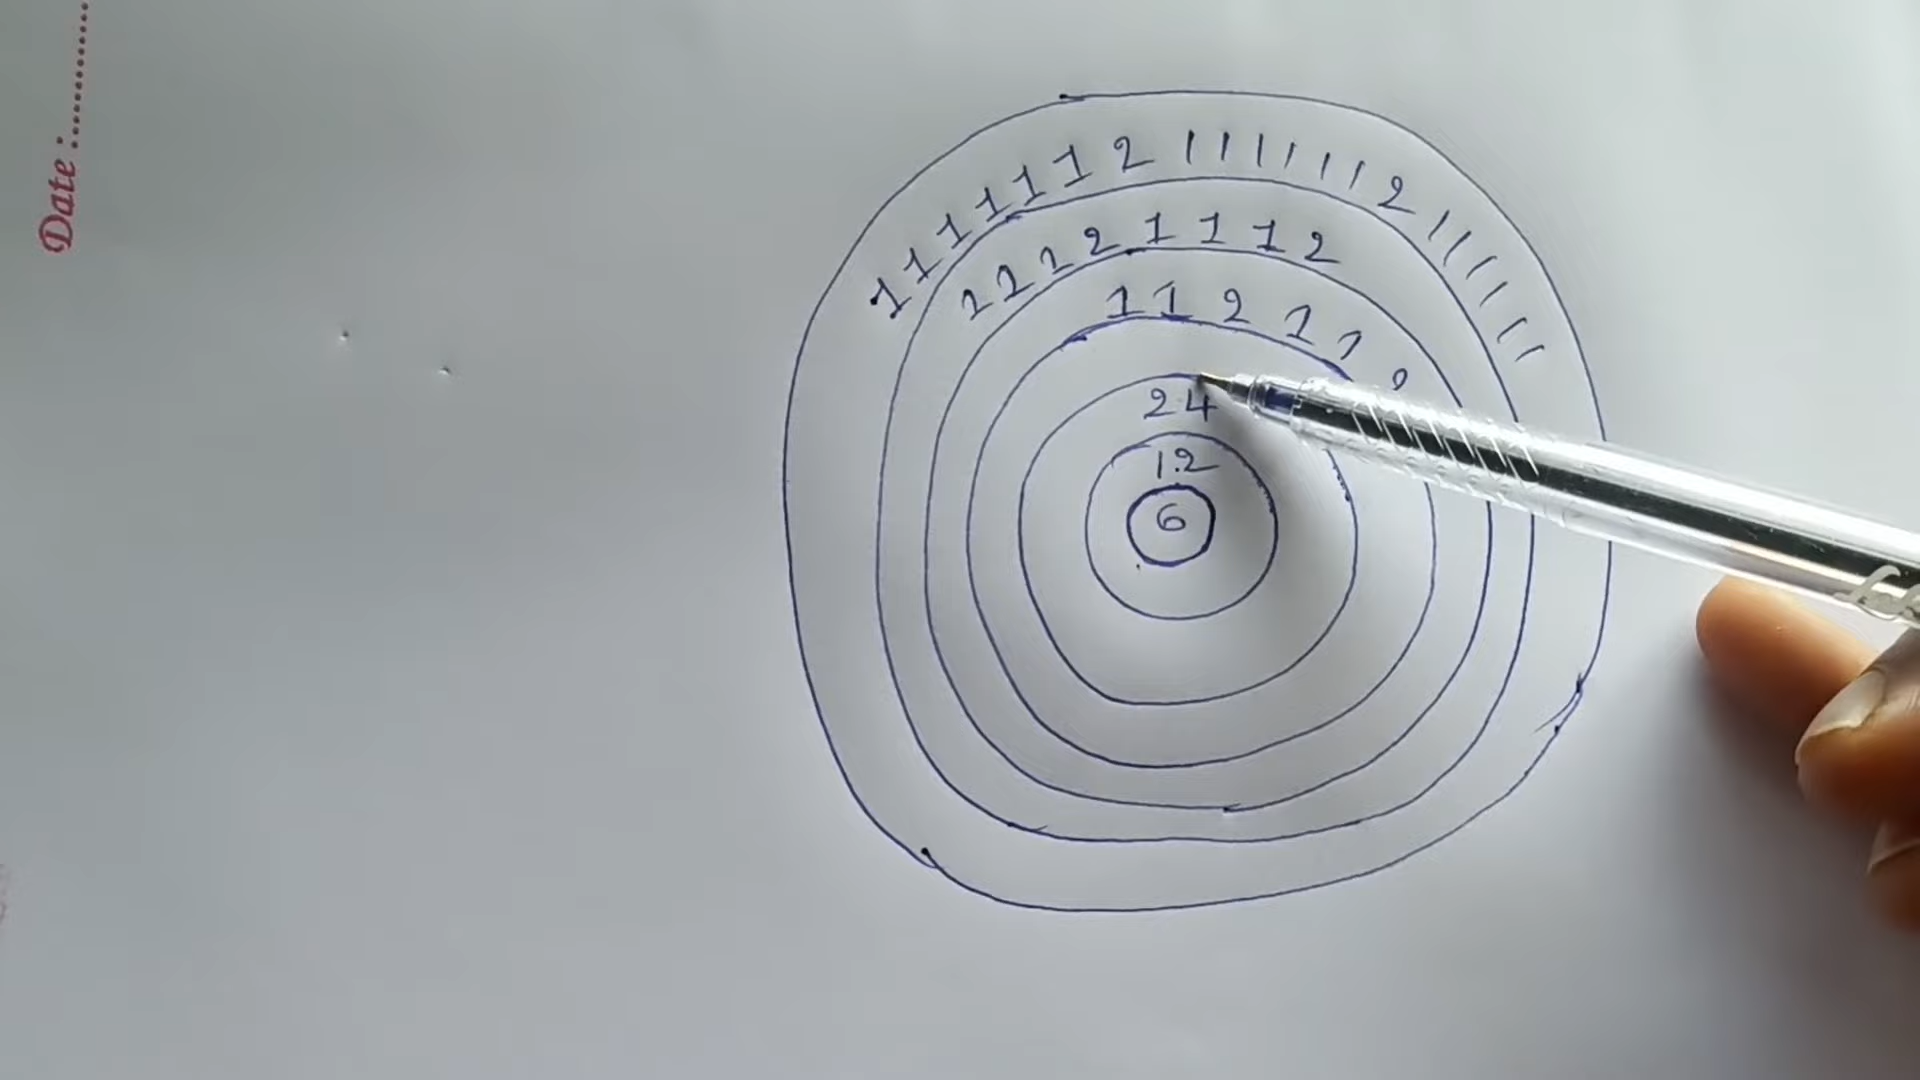 Date :............
1 1 1 1 1 1 2 1 1 1 1 1 1 2 1 1 1 1 1 1
1 1 1 2 1 1 1 2
1 1 2 1 1
24
1.2
6